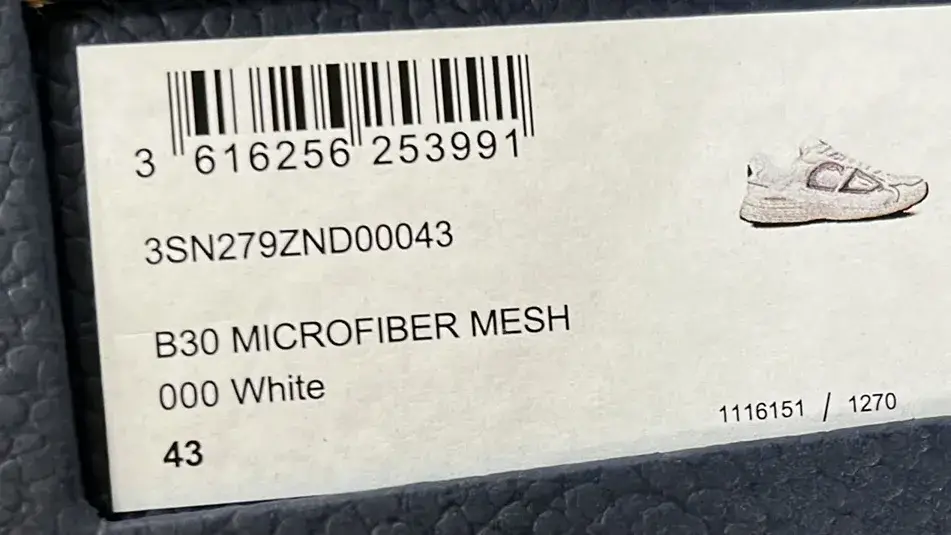 3 616256 253991
3SN279ZND00043
B30 MICROFIBER MESH
000 White
43
1116151 / 1270